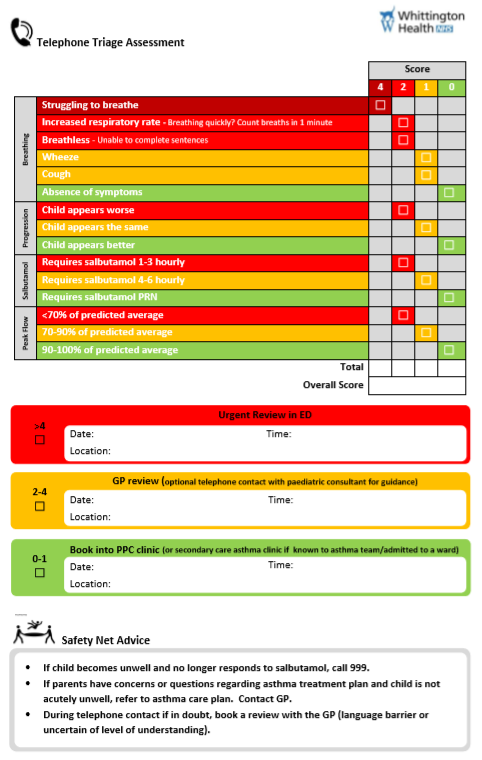 Whittington
Health NHS
Telephone Triage Assessment
Score
4 2 1 0
Breathing
Struggling to breathe
Increased respiratory rate - Breathing quickly? Count breaths in 1 minute
Breathless - Unable to complete sentences
Wheeze
Cough
Absence of symptoms
Progression
Child appears worse
Child appears the same
Child appears better
Salbutamol
Requires salbutamol 1-3 hourly
Requires salbutamol 4-6 hourly
Requires salbutamol PRN
Peak Flow
<70% of predicted average
70-90% of predicted average
90-100% of predicted average
Total
Overall Score
Urgent Review in ED
>4
Date: Time:
Location:
GP review (optional telephone contact with paediatric consultant for guidance)
2-4
Date: Time:
Location:
Book into PPC clinic (or secondary care asthma clinic if known to asthma team/admitted to a ward)
0-1
Date: Time:
Location:
Safety Net Advice
• If child becomes unwell and no longer responds to salbutamol, call 999.
• If parents have concerns or questions regarding asthma treatment plan and child is not
acutely unwell, refer to asthma care plan. Contact GP.
• During telephone contact if in doubt, book a review with the GP (language barrier or
uncertain of level of understanding).